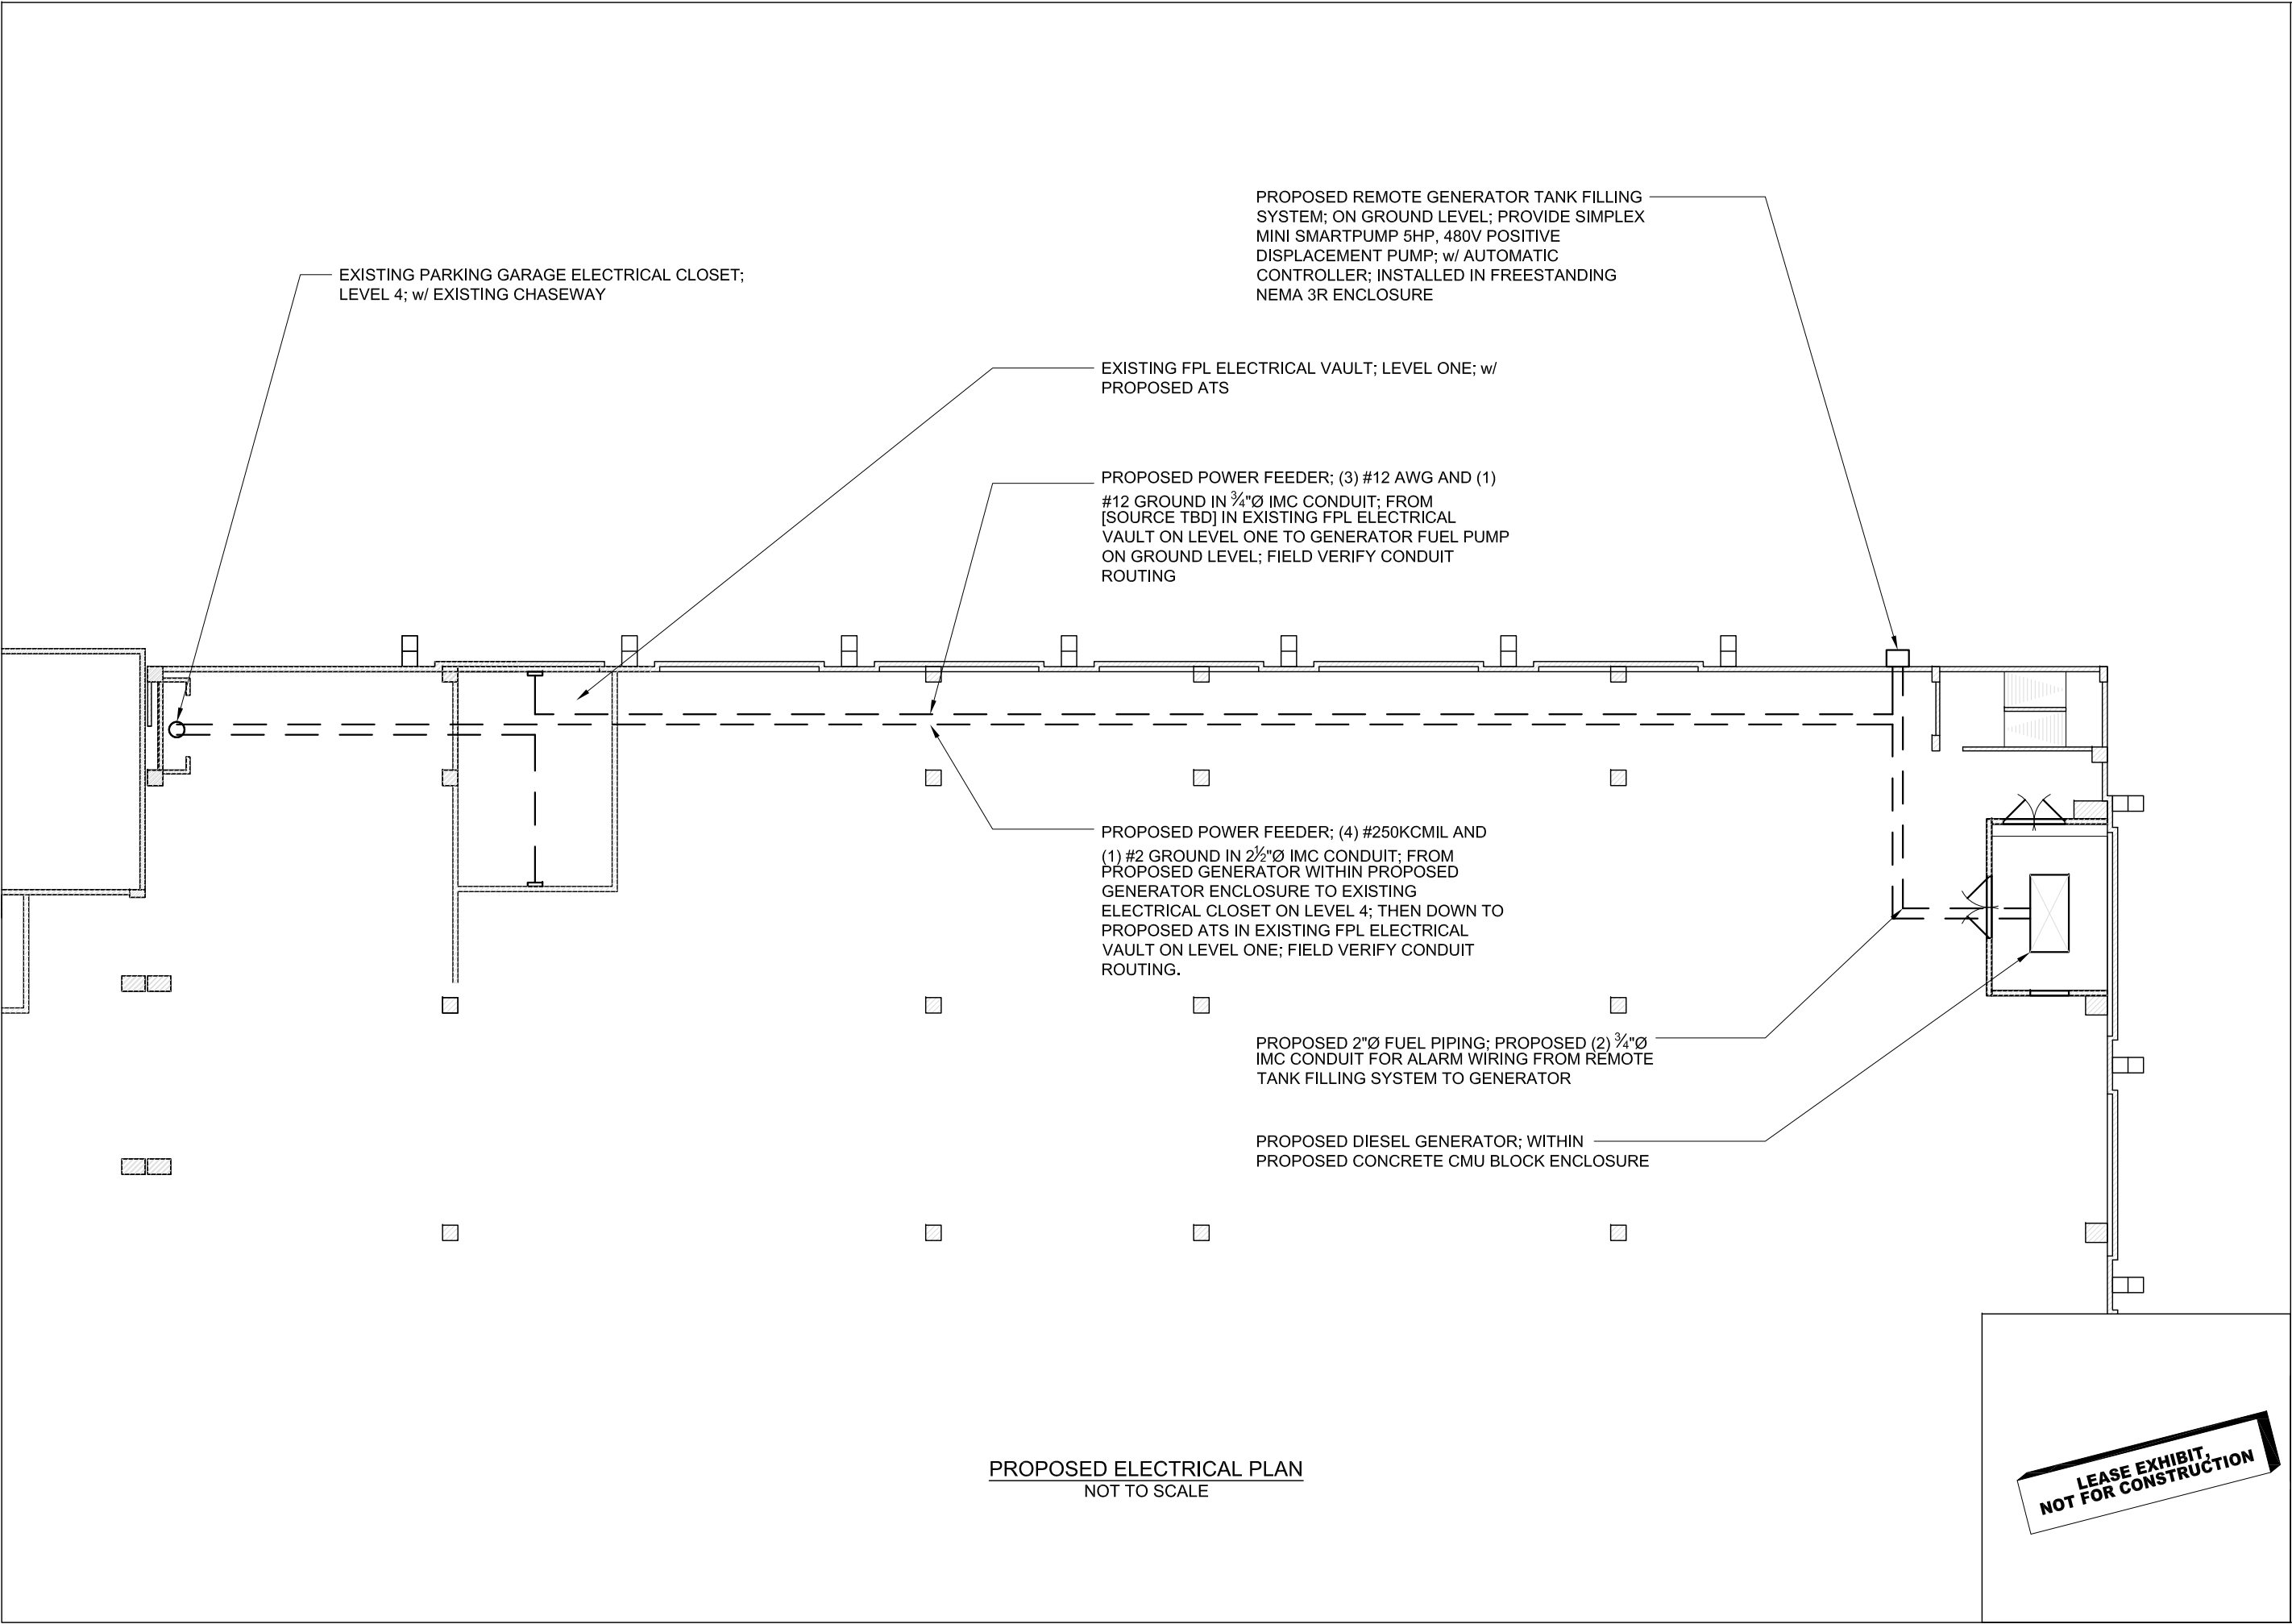 PROPOSED REMOTE GENERATOR TANK FILLING
SYSTEM; ON GROUND LEVEL; PROVIDE SIMPLEX
MINI SMARTPUMP 5HP, 480V POSITIVE
DISPLACEMENT PUMP; w/ AUTOMATIC
CONTROLLER; INSTALLED IN FREESTANDING
NEMA 3R ENCLOSURE
EXISTING PARKING GARAGE ELECTRICAL CLOSET;
LEVEL 4; w/ EXISTING CHASEWAY
EXISTING FPL ELECTRICAL VAULT; LEVEL ONE; w/
PROPOSED ATS
PROPOSED POWER FEEDER; (3) #12 AWG AND (1)
#12 GROUND IN ¾"Ø IMC CONDUIT; FROM
[SOURCE TBD] IN EXISTING FPL ELECTRICAL
VAULT ON LEVEL ONE TO GENERATOR FUEL PUMP
ON GROUND LEVEL; FIELD VERIFY CONDUIT
ROUTING
PROPOSED POWER FEEDER; (4) #250KCMIL AND
(1) #2 GROUND IN 2½"Ø IMC CONDUIT; FROM
PROPOSED GENERATOR WITHIN PROPOSED
GENERATOR ENCLOSURE TO EXISTING
ELECTRICAL CLOSET ON LEVEL 4; THEN DOWN TO
PROPOSED ATS IN EXISTING FPL ELECTRICAL
VAULT ON LEVEL ONE; FIELD VERIFY CONDUIT
ROUTING.
PROPOSED 2"Ø FUEL PIPING; PROPOSED (2) ¾"Ø
IMC CONDUIT FOR ALARM WIRING FROM REMOTE
TANK FILLING SYSTEM TO GENERATOR
PROPOSED DIESEL GENERATOR; WITHIN
PROPOSED CONCRETE CMU BLOCK ENCLOSURE
PROPOSED ELECTRICAL PLAN
NOT TO SCALE
LEASE EXHIBIT,
NOT FOR CONSTRUCTION